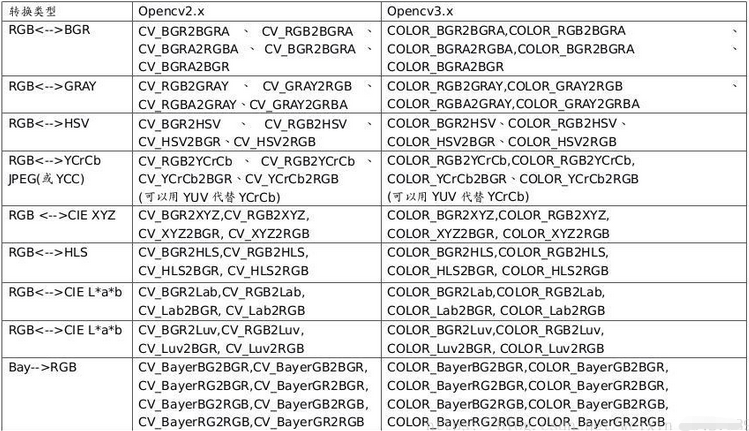 转换类型 Opencv2.x Opencv3.x
RGB<-->BGR CV_BGR2BGRA、CV_RGB2BGRA、 COLOR_BGR2BGRA,COLOR_RGB2BGRA、
CV_BGRA2RGBA、CV_BGR2BGRA、 COLOR_BGRA2RGBA,COLOR_BGR2BGRA、
CV_BGRA2BGR COLOR_BGRA2BGR
RGB<-->GRAY CV_RGB2GRAY、CV_GRAY2RGB、 COLOR_RGB2GRAY,COLOR_GRAY2RGB、
CV_RGBA2GRAY、CV_GRAY2GRBA COLOR_RGBA2GRAY,COLOR_GRAY2GRBA
RGB<-->HSV CV_BGR2HSV、CV_RGB2HSV、 COLOR_BGR2HSV、COLOR_RGB2HSV、
CV_HSV2BGR、CV_HSV2RGB COLOR_HSV2BGR、COLOR_HSV2RGB
RGB<-->YCrCb CV_RGB2YCrCb、CV_RGB2YCrCb、 COLOR_RGB2YCrCb,COLOR_RGB2YCrCb,
JPEG(或YCC) CV_YCrCb2BGR、CV_YCrCb2RGB COLOR_YCrCb2BGR、COLOR_YCrCb2RGB
(可以用 YUV 代替 YCrCb) (可以用 YUV 代替 YCrCb)
RGB <-->CIE XYZ CV_BGR2XYZ,CV_RGB2XYZ, COLOR_BGR2XYZ,COLOR_RGB2XYZ,
CV_XYZ2BGR, CV_XYZ2RGB COLOR_XYZ2BGR, COLOR_XYZ2RGB
RGB<-->HLS CV_BGR2HLS,CV_RGB2HLS, COLOR_BGR2HLS,COLOR_RGB2HLS,
CV_HLS2BGR, CV_HLS2RGB COLOR_HLS2BGR, COLOR_HLS2RGB
RGB<-->CIE L*a*b CV_BGR2Lab,CV_RGB2Lab, COLOR_BGR2Lab,COLOR_RGB2Lab,
CV_Lab2BGR, CV_Lab2RGB COLOR_Lab2BGR, COLOR_Lab2RGB
RGB<-->CIE L*a*b CV_BGR2Luv,CV_RGB2Luv, COLOR_BGR2Luv,COLOR_RGB2Luv,
CV_Luv2BGR, CV_Luv2RGB COLOR_Luv2BGR, COLOR_Luv2RGB
Bay-->RGB CV_BayerBG2BGR,CV_BayerGB2BGR, COLOR_BayerBG2BGR,COLOR_BayerGB2BGR,
CV_BayerRG2BGR,CV_BayerGR2BGR, COLOR_BayerRG2BGR,COLOR_BayerGR2BGR,
CV_BayerBG2RGB,CV_BayerGB2RGB, COLOR_BayerBG2RGB,COLOR_BayerGB2RGB,
CV_BayerRG2RGB,CV_BayerGR2RGB COLOR_BayerRG2RGB,COLOR_BayerGR2RGB